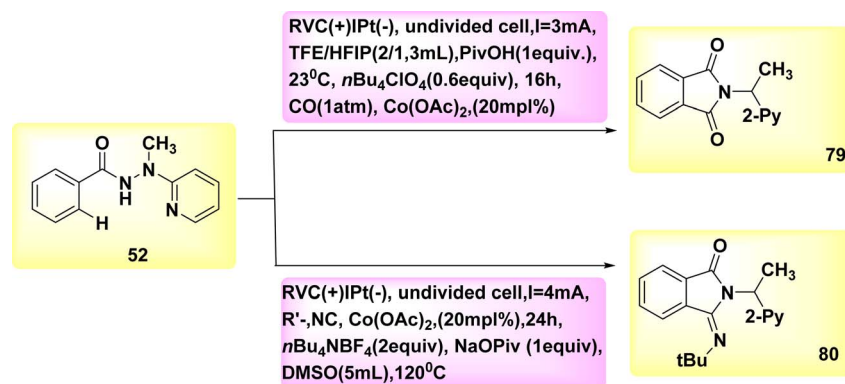 RVC(+)IPt(-), undivided cell,I=3mA,
TFE/HFIP(2/1,3mL),PivOH(1equiv.),
23⁰C, nBu₄ClO₄(0.6equiv), 16h,
CO(1atm), Co(OAc)₂,(20mpl%)
O
N
CH₃
2-Py
O
79
O
CH₃
N
N
H
N
H
52
RVC(+)IPt(-), undivided cell,I=4mA,
R'-,NC, Co(OAc)₂,(20mpl%),24h,
nBu₄NBF₄(2equiv), NaOPiv (1equiv),
DMSO(5mL),120⁰C
O
N
CH₃
2-Py
N
tBu
80